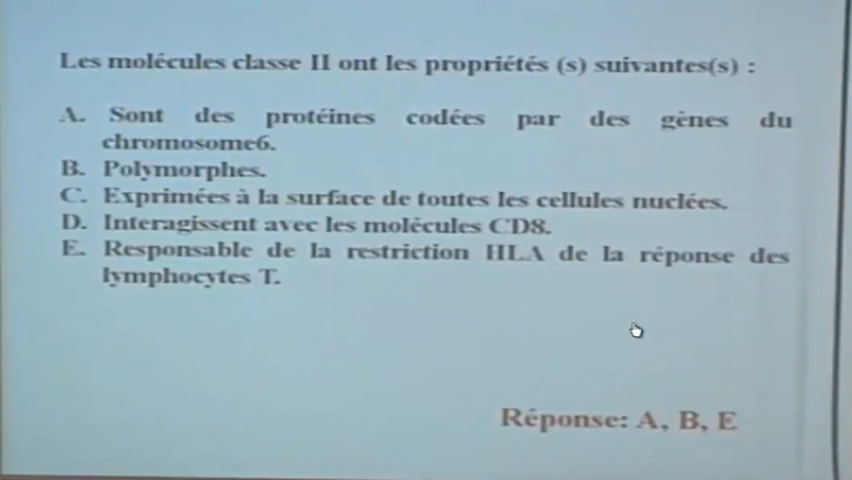 Les molécules classe II ont les propriétés (s) suivantes(s) :
A. Sont des protéines codées par des gènes du
chromosome6.
B. Polymorphes.
C. Exprimées à la surface de toutes les cellules nuclées.
D. Interagissent avec les molécules CD8.
E. Responsable de la restriction HLA de la réponse des
lymphocytes T.
Réponse: A, B, E